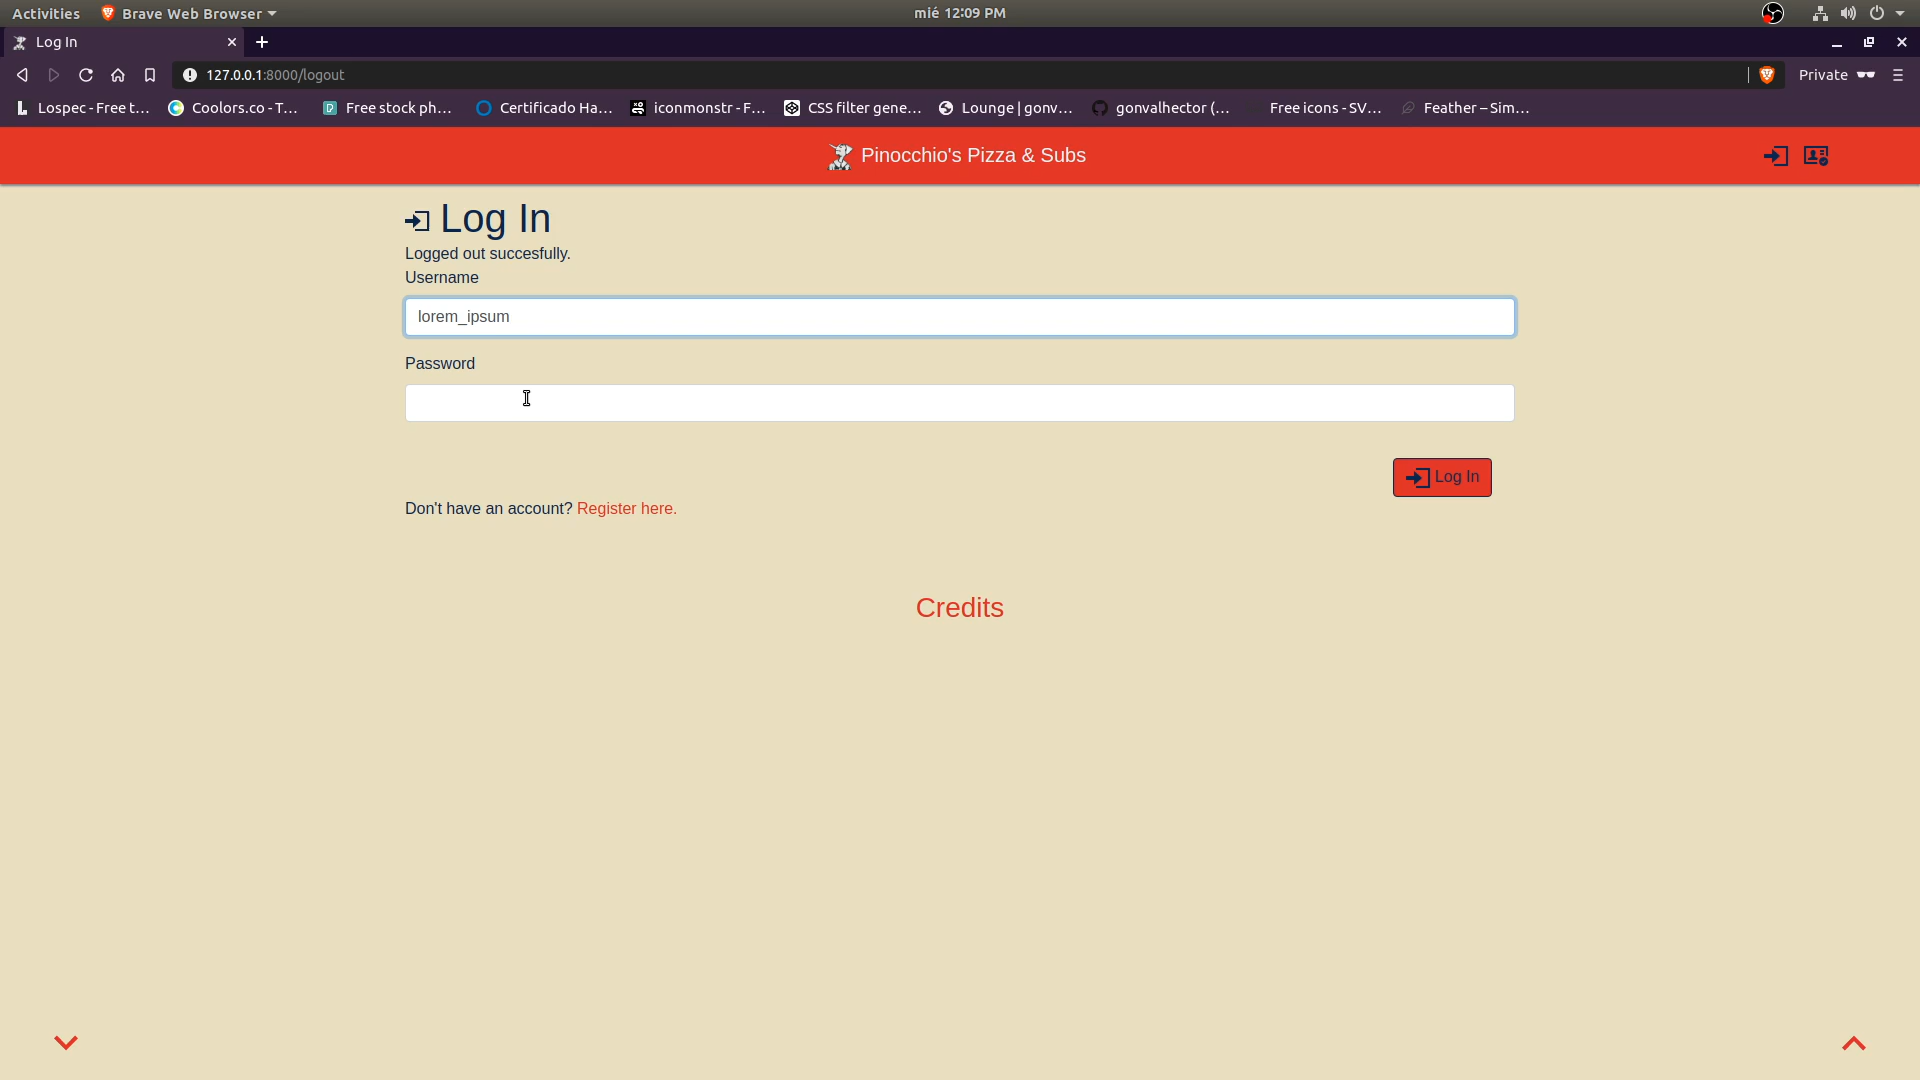 Activities Brave Web Browser mié 12:09 PM
Log In
127.0.0.1:8000/logout Private
Lospec - Free t... Coolors.co - T... Free stock ph... Certificado Ha... iconmonstr - F... CSS filter gene... Lounge | gonv... gonvalhector (... Free icons - SV... Feather – Sim...
Pinocchio's Pizza & Subs
Log In
Logged out succesfully.
Username
lorem_ipsum
Password
Log In
Don't have an account? Register here.
Credits